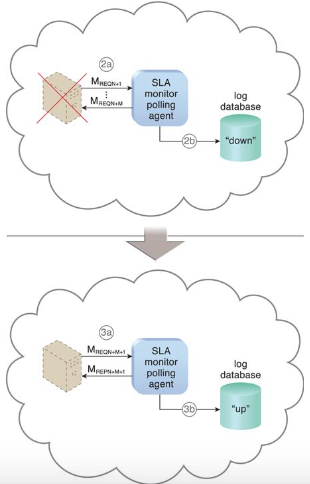 2a
MREQN+1
⋮
MREQN+M
SLA
monitor
polling
agent
2b
log
database
"down"
3a
MREQN+M+1
MREPN+M+1
SLA
monitor
polling
agent
3b
log
database
"up"